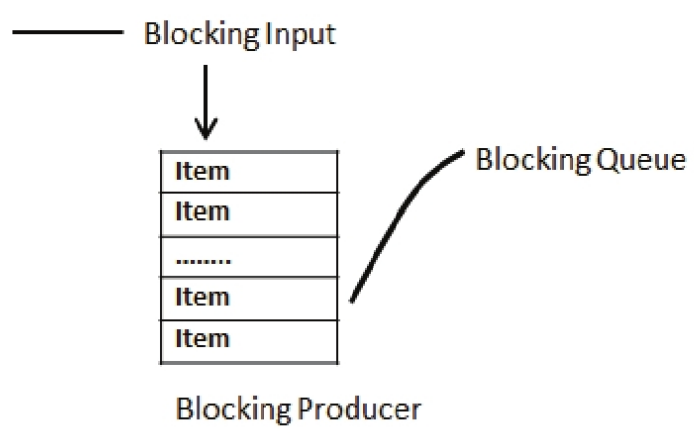 Blocking Input
Item
Blocking Queue
Item
........
Item
Item
Blocking Producer